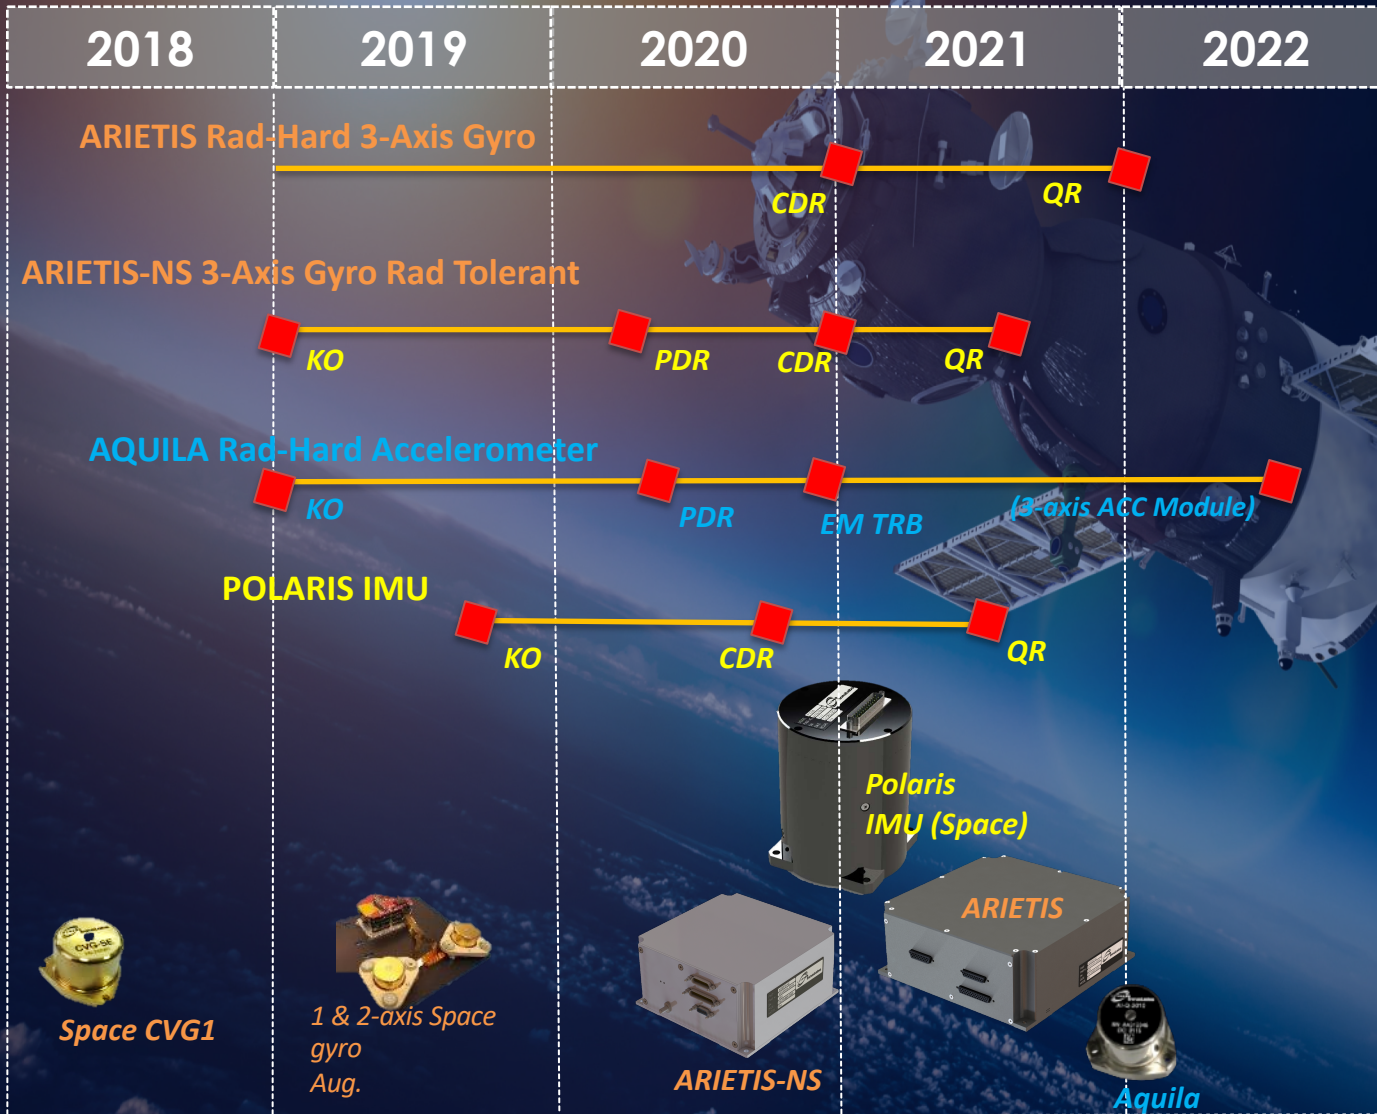 2018 2019 2020 2021 2022
ARIETIS Rad-Hard 3-Axis Gyro
CDR QR
ARIETIS-NS 3-Axis Gyro Rad Tolerant
KO PDR CDR QR
AQUILA Rad-Hard Accelerometer
KO PDR EM TRB (3-axis ACC Module)
POLARIS IMU
KO CDR QR
Polaris
IMU (Space)
ARIETIS
CVG-SE
Space CVG1
1 & 2-axis Space
gyro
Aug.
ARIETIS-NS
Aquila